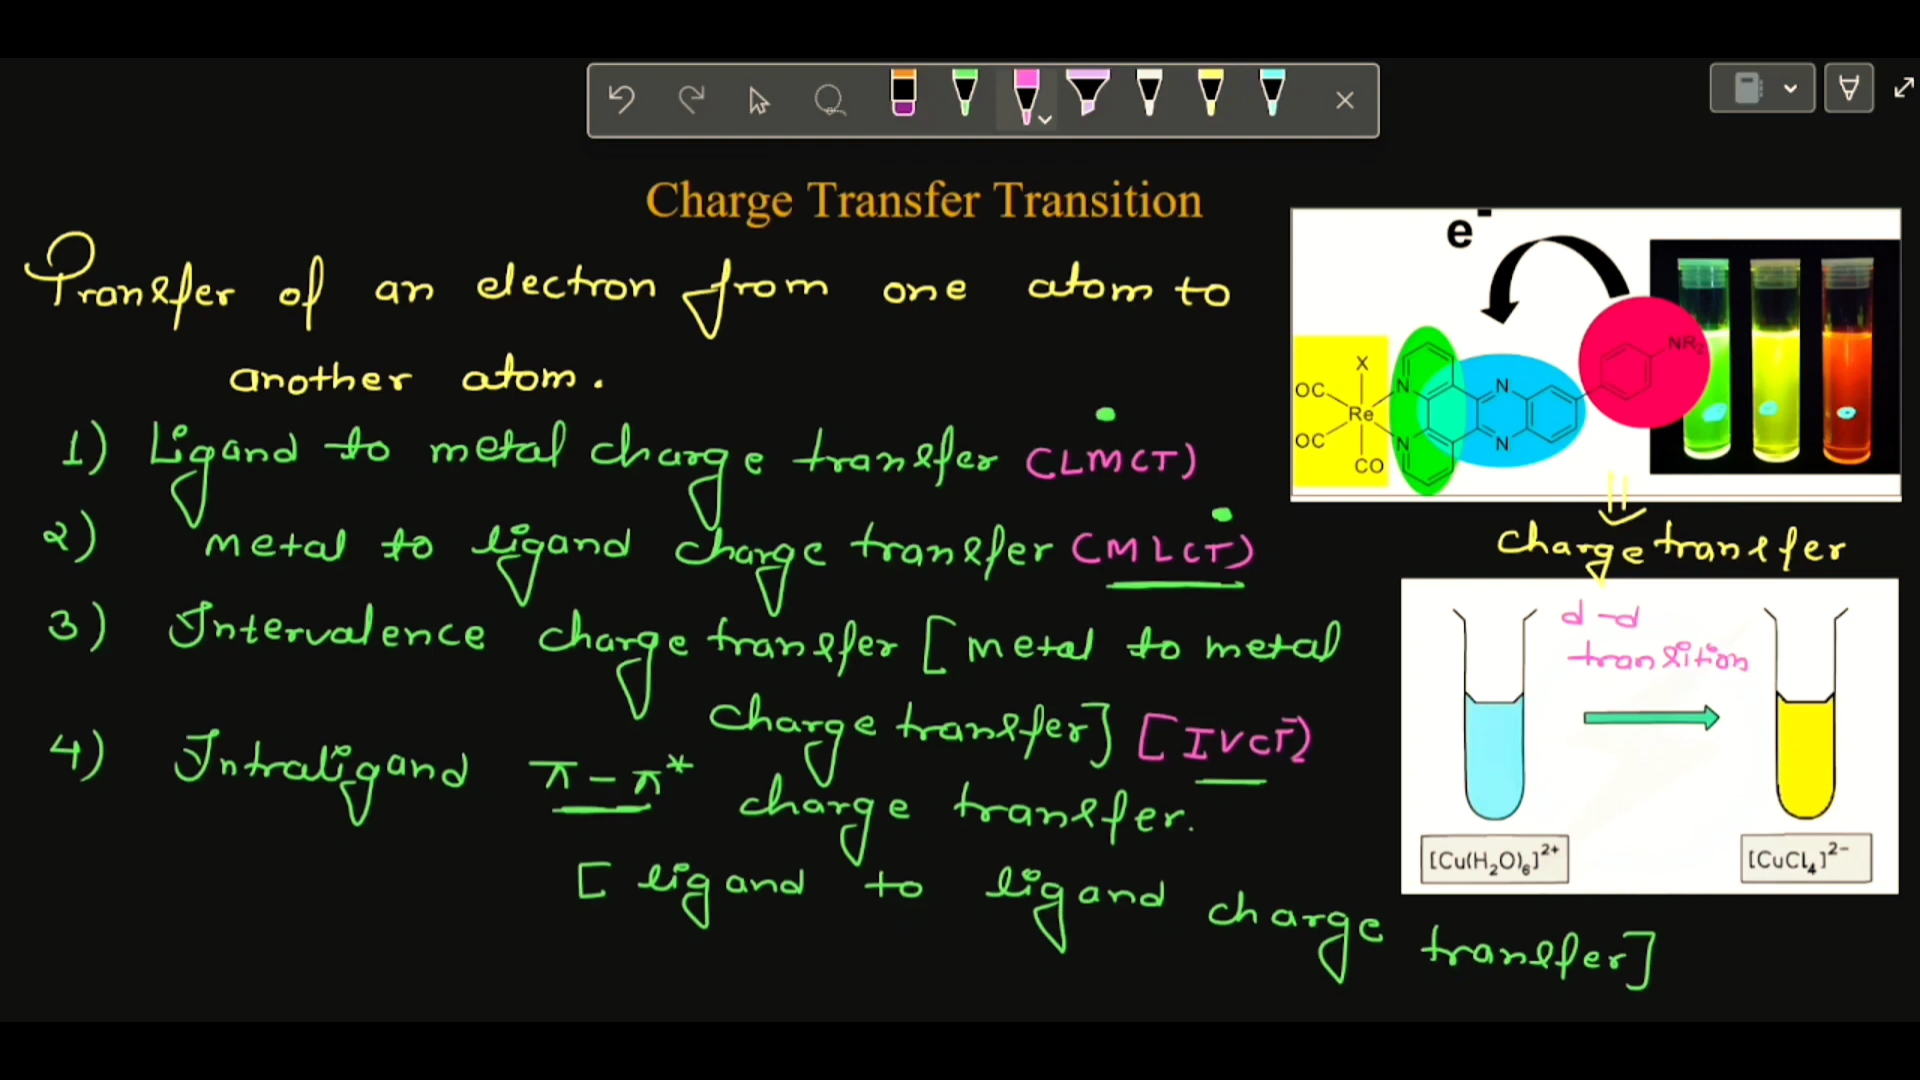 Charge Transfer Transition
Transfer of an electron from one atom to
another atom.
1) Ligand to metal charge transfer (LMCT)
2) metal to ligand charge transfer (MLCT)
3) Intervalence charge transfer [metal to metal
charge transfer] [IVCT)
4) Intraligand π-π* charge transfer.
[ligand to ligand charge transfer]
e⁻
NR₂
X
OC
Re
N
N
OC
N
N
CO
charge transfer
d-d
transition
[Cu(H₂O)₆]²⁺
[CuCl₄]²⁻